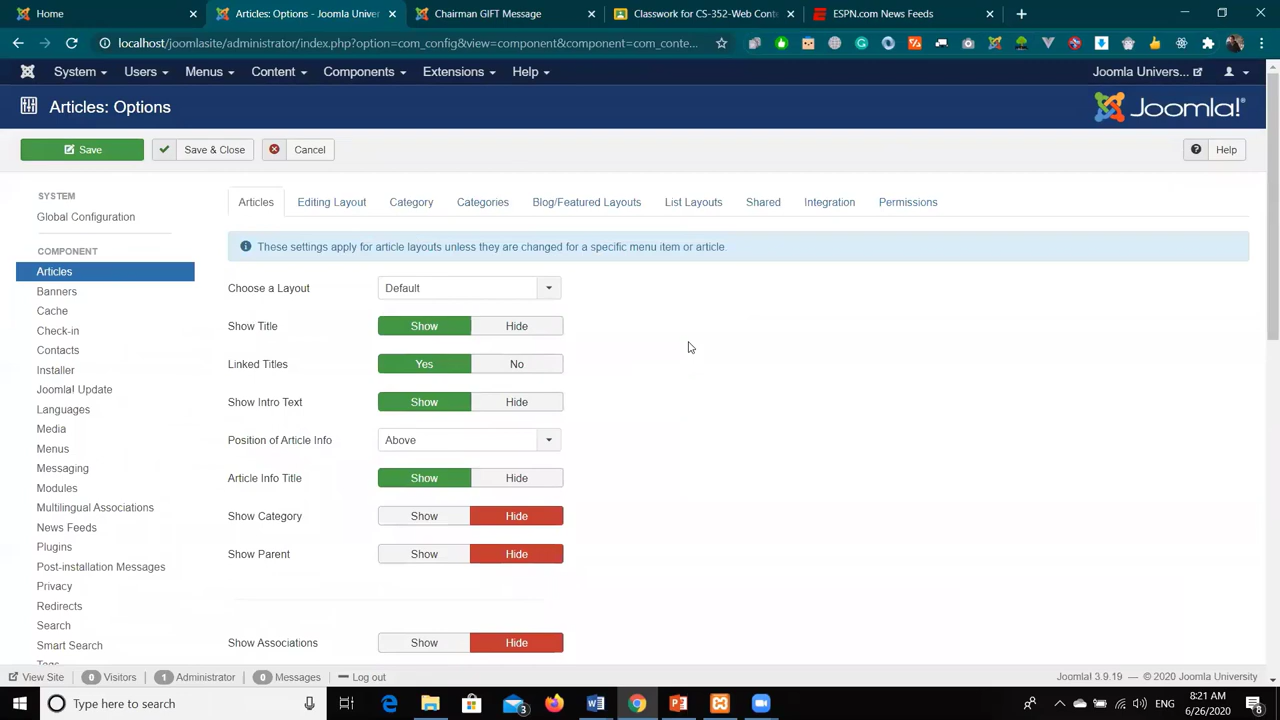 Home
Articles: Options - Joomla Univer
Chairman GIFT Message
Classwork for CS-352-Web Cont
ESPN.com News Feeds
localhost/joomlasite/administrator/index.php?option=com_config&view=component&component=com_conte...
System Users Menus Content Components Extensions Help
Joomla Univers...
Articles: Options
Joomla!
Save
Save & Close
Cancel
Help
SYSTEM
Global Configuration
COMPONENT
Articles
Banners
Cache
Check-in
Contacts
Installer
Joomla! Update
Languages
Media
Menus
Messaging
Modules
Multilingual Associations
News Feeds
Plugins
Post-installation Messages
Privacy
Redirects
Search
Smart Search
Tags
Articles Editing Layout Category Categories Blog/Featured Layouts List Layouts Shared Integration Permissions
These settings apply for article layouts unless they are changed for a specific menu item or article.
Choose a Layout Default
Show Title Show Hide
Linked Titles Yes No
Show Intro Text Show Hide
Position of Article Info Above
Article Info Title Show Hide
Show Category Show Hide
Show Parent Show Hide
Show Associations Show Hide
View Site 0 Visitors 1 Administrator 0 Messages Log out
Joomla! 3.9.19 — © 2020 Joomla University
Type here to search
3
ENG
8:21 AM
6/26/2020
8